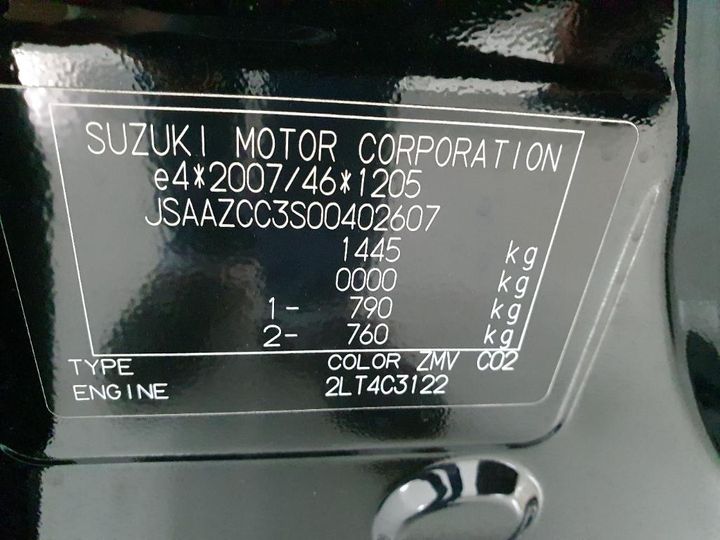 SUZUKI MOTOR CORPORATION
e4*2007/46*1205
JSAAZCC3S00402607
1445 kg
0000 kg
1- 790 kg
2- 760 kg
TYPE COLOR ZMV CO2
ENGINE 2LT4C3122